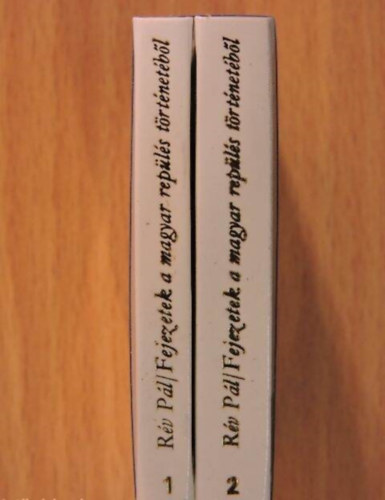 Rév Pál/Fejezetek a magyar repülés történetéből
1
Rév Pál/Fejezetek a magyar repülés történetéből
2